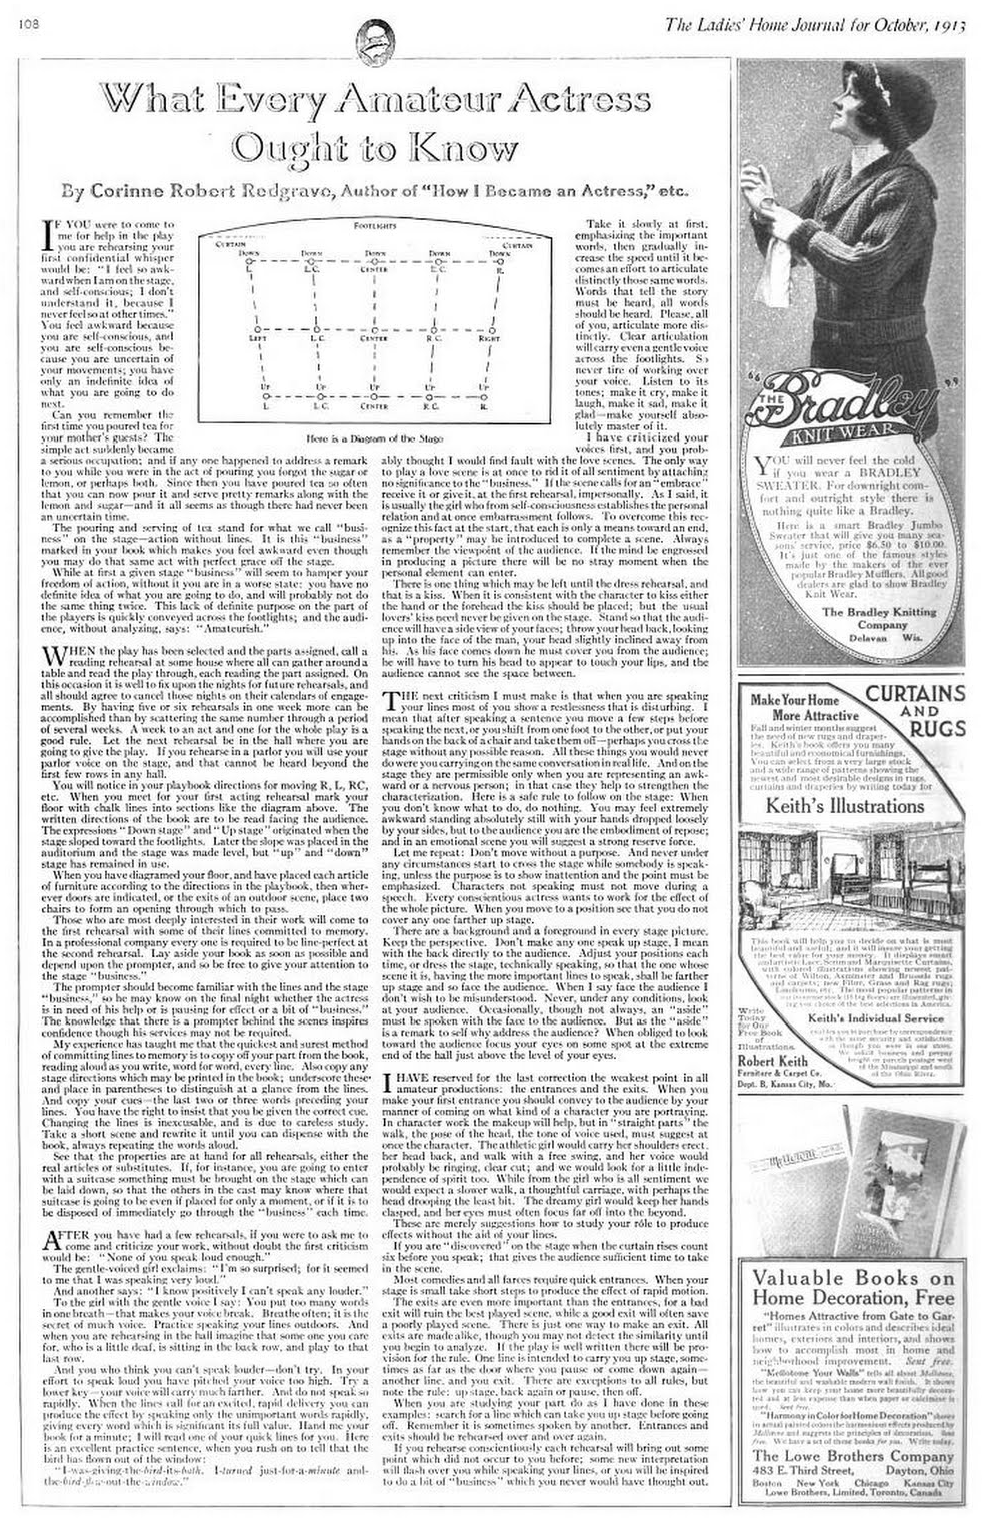 108
The Ladies' Home Journal for October, 1913
What Every Amateur Actress
Ought to Know
By Corinne Robert Redgrave, Author of "How I Became an Actress," etc.
IF YOU were to come to
me for help in the play
you are rehearsing your
first confidential whisper
would be: "I feel so awk-
ward when I am on the stage,
and self-conscious; I don't
understand it, because I
never feel so at other times."
You feel awkward because
you are self-conscious, and
you are self-conscious be-
cause you are uncertain of
your movements; you have
only an indefinite idea of
what you are going to do
next.
Can you remember the
first time you poured tea for
your mother's guests? The
simple act suddenly became
a serious occupation; and if any one happened to address a remark
to you while you were in the act of pouring you forgot the sugar or
lemon, or perhaps both. Since then you have poured tea so often
that you can now pour it and serve pretty remarks along with the
lemon and sugar—and it all seems as though there had never been
an uncertain time.
The pouring and serving of tea stand for what we call "busi-
ness" on the stage—action without lines. It is this "business"
marked in your book which makes you feel awkward even though
you may do that same act with perfect grace off the stage.
While at first a given stage "business" will seem to hamper your
freedom of action, without it you are in a worse state; you have no
definite idea of what you are going to do, and will probably not do
the same thing twice. This lack of definite purpose on the part of
the players is quickly conveyed across the footlights; and the audi-
ence, without analyzing, says: "Amateurish."
WHEN the play has been selected and the parts assigned, call a
reading rehearsal at some house where all can gather around a
table and read the play through, each reading the part assigned. On
this occasion it is well to fix upon the nights for future rehearsals, and
all should agree to cancel those nights on their calendars of engage-
ments. By having five or six rehearsals in one week more can be
accomplished than by scattering the same number through a period
of several weeks. A week to an act and one for the whole play is a
good rule. Let the next rehearsal be in the hall where you are
going to give the play. If you rehearse in a parlor you will use your
parlor voice on the stage, and that cannot be heard beyond the
first few rows in any hall.
You will notice in your playbook directions for moving R, L, RC,
etc. When you meet for your first acting rehearsal mark your
floor with chalk lines into sections like the diagram above. The
written directions of the book are to be read facing the audience.
The expressions "Down stage" and "Up stage" originated when the
stage sloped toward the footlights. Later the slope was placed in the
auditorium and the stage was made level, but "up" and "down"
stage has remained in use.
When you have diagramed your floor, and have placed each article
of furniture according to the directions in the playbook, then wher-
ever doors are indicated, or the exits of an outdoor scene, place two
chairs to form an opening through which to pass.
Those who are most deeply interested in their work will come to
the first rehearsal with some of their lines committed to memory.
In a professional company every one is required to be line-perfect at
the second rehearsal. Lay aside your book as soon as possible and
depend upon the prompter, and so be free to give your attention to
the stage "business."
The prompter should become familiar with the lines and the stage
"business," so he may know on the final night whether the actress
is in need of his help or is pausing for effect or a bit of "business."
The knowledge that there is a prompter behind the scenes inspires
confidence though his services may not be required.
My experience has taught me that the quickest and surest method
of committing lines to memory is to copy off your part from the book,
reading aloud as you write, word for word, every line. Also copy any
stage directions which may be printed in the book; underscore these
and place in parentheses to distinguish at a glance from the lines.
And copy your cues—the last two or three words preceding your
lines. You have the right to insist that you be given the correct cue.
Changing the lines is inexcusable, and is due to careless study.
Take a short scene and rewrite it until you can dispense with the
book, always repeating the words aloud.
See that the properties are at hand for all rehearsals, either the
real articles or substitutes. If, for instance, you are going to enter
with a suitcase something must be brought on the stage which can
be laid down, so that the others in the cast may know where that
suitcase is going to be even if placed for only a moment, or if it is to
be disposed of immediately go through the "business" each time.
AFTER you have had a few rehearsals, if you were to ask me to
come and criticize your work, without doubt the first criticism
would be: "None of you speak loud enough."
The gentle-voiced girl exclaims: "I'm so surprised; for it seemed
to me that I was speaking very loud."
And another says: "I know positively I can't speak any louder."
To the girl with the gentle voice I say: You put too many words
in one breath—that makes your voice break. Breathe often; it is the
secret of much voice. Practice speaking your lines outdoors. And
when you are rehearsing in the hall imagine that some one you care
for, who is a little deaf, is sitting in the back row, and play to that
last row.
And you who think you can't speak louder—don't try. In your
effort to speak loud you have pitched your voice too high. Try a
lower key—your voice will carry much farther. And do not speak so
rapidly. When the lines call for an excited, rapid delivery you can
produce the effect by speaking only the unimportant words rapidly,
giving every word which is significant its full value. Hand me your
book for a minute; I will read one of your quick lines for you. Here
is an excellent practice sentence, when you rush on to tell that the
bird has flown out of the window:
"I-was-giving-the-bird-its-bath. I-turned just-for-a-minute and-
the-bird-flew-out-the-window."
FOOTLIGHTS
CURTAIN CURTAIN
DOWN DOWN DOWN DOWN DOWN
L. L.C. CENTER R.C. R.
LEFT L.C. CENTER R.C. RIGHT
UP UP UP UP UP
L. L.C. CENTER R.C. R.
Here is a Diagram of the Stage
Take it slowly at first,
emphasizing the important
words, then gradually in-
crease the speed until it be-
comes an effort to articulate
distinctly those same words.
Words that tell the story
must be heard, all words
should be heard. Please, all
of you, articulate more dis-
tinctly. Clear articulation
will carry even a gentle voice
across the footlights. So
never tire of working over
your voice. Listen to its
tones; make it cry, make it
laugh, make it sad, make it
glad—make yourself abso-
lutely master of it.
I have criticized your
voices first, and you prob-
ably thought I would find fault with the love scenes. The only way
to play a love scene is at once to rid it of all sentiment by attaching
no significance to the "business." If the scene calls for an "embrace"
receive it or give it, at the first rehearsal, impersonally. As I said, it
is usually the girl who from self-consciousness establishes the personal
relation and at once embarrassment follows. To overcome this rec-
ognize this fact at the start, that each is only a means toward an end,
as a "property" may be introduced to complete a scene. Always
remember the viewpoint of the audience. If the mind be engrossed
in producing a picture there will be no stray moment when the
personal element can enter.
There is one thing which may be left until the dress rehearsal, and
that is a kiss. When it is consistent with the character to kiss either
the hand or the forehead the kiss should be placed; but the usual
lovers' kiss need never be given on the stage. Stand so that the audi-
ence will have a side view of your faces; throw your head back, looking
up into the face of the man, your head slightly inclined away from
his. As his face comes down he must cover you from the audience;
he will have to turn his head to appear to touch your lips, and the
audience cannot see the space between.
THE next criticism I must make is that when you are speaking
your lines most of you show a restlessness that is disturbing. I
mean that after speaking a sentence you move a few steps before
speaking the next, or you shift from one foot to the other, or put your
hands on the back of a chair and take them off—perhaps you cross the
stage without any possible reason. All these things you would never
do were you carrying on the same conversation in real life. And on the
stage they are permissible only when you are representing an awk-
ward or a nervous person; in that case they help to strengthen the
characterization. Here is a safe rule to follow on the stage: When
you don't know what to do, do nothing. You may feel extremely
awkward standing absolutely still with your hands dropped loosely
by your sides, but to the audience you are the embodiment of repose;
and in an emotional scene you will suggest a strong reserve force.
Let me repeat: Don't move without a purpose. And never under
any circumstances start to cross the stage while somebody is speak-
ing, unless the purpose is to show inattention and the point must be
emphasized. Characters not speaking must not move during a
speech. Every conscientious actress wants to work for the effect of
the whole picture. When you move to a position see that you do not
cover any one farther up stage.
There are a background and a foreground in every stage picture.
Keep the perspective. Don't make any one speak up stage, I mean
with the back directly to the audience. Adjust your positions each
time, or dress the stage, technically speaking, so that the one whose
scene it is, having the more important lines to speak, shall be farther
up stage and so face the audience. When I say face the audience I
don't wish to be misunderstood. Never, under any conditions, look
at your audience. Occasionally, though not always, an "aside"
must be spoken with the face to the audience. But as the "aside"
is a remark to self why address the audience? When obliged to look
toward the audience focus your eyes on some spot at the extreme
end of the hall just above the level of your eyes.
I HAVE reserved for the last correction the weakest point in all
amateur productions: the entrances and the exits. When you
make your first entrance you should convey to the audience by your
manner of coming on what kind of a character you are portraying.
In character work the makeup will help, but in "straight parts" the
walk, the pose of the head, the tone of voice used, must suggest at
once the character. The athletic girl would carry her shoulders erect,
her head back, and walk with a free swing, and her voice would
probably be ringing, clear cut; and we would look for a little inde-
pendence of spirit too. While from the girl who is all sentiment we
would expect a slower walk, a thoughtful carriage, with perhaps the
head drooping the least bit. The dreamy girl would keep her hands
clasped, and her eyes must often focus far off into the beyond.
These are merely suggestions how to study your rôle to produce
effects without the aid of your lines.
If you are "discovered" on the stage when the curtain rises count
six before you speak; that gives the audience sufficient time to take
in the scene.
Most comedies and all farces require quick entrances. When your
stage is small take short steps to produce the effect of rapid motion.
The exits are even more important than the entrances, for a bad
exit will ruin the best played scene, while a good exit will often save
a poorly played scene. There is just one way to make an exit. All
exits are made alike, though you may not detect the similarity until
you begin to analyze. If the play is well written there will be pro-
vision for the rule. One line is intended to carry you up stage, some-
times as far as the door where you pause or come down again—
another line, and you exit. There are exceptions to all rules, but
note the rule: up stage, back again or pause, then off.
When you are studying your part do as I have done in these
examples: search for a line which can take you up stage before going
off. Remember it is sometimes spoken by another. Entrances and
exits should be rehearsed over and over again.
If you rehearse conscientiously each rehearsal will bring out some
point which did not occur to you before; some new interpretation
will flash over you while speaking your lines, or you will be inspired
to do a bit of "business" which you never would have thought out.
"THE Bradley"
KNIT WEAR
YOU will never feel the cold
if you wear a BRADLEY
SWEATER. For downright com-
fort and outright style there is
nothing quite like a Bradley.
Here is a smart Bradley Jumbo
Sweater that will give you many sea-
sons' service, price $6.50 to $10.00.
It's just one of the famous styles
made by the makers of the ever
popular Bradley Mufflers. All good
dealers are glad to show Bradley
Knit Wear.
The Bradley Knitting
Company
Delavan Wis.
Make Your Home
More Attractive
CURTAINS
AND
RUGS
Fall and winter months suggest
the need of new rugs and draper-
ies. Keith's book offers you many
beautiful and economical furnishings.
You can select from a very large stock
and a wide range of patterns showing the
newest and most desirable designs in rugs,
curtains and draperies by writing today for
Keith's Illustrations
This book will help you to decide on what is most
beautiful and useful, and it will insure your getting
the best value for your money.
Keith's Individual Service
Write
Today
for Our
Free Book
of
Illustrations.
Robert Keith
Furniture & Carpet Co.
Dept. B, Kansas City, Mo.
Valuable Books on
Home Decoration, Free
"Homes Attractive from Gate to Gar-
ret" illustrates in colors and describes ideal
homes, exteriors and interiors, and shows
how to accomplish most in home and
neighborhood improvement. Sent free.
"Mellotone Your Walls" tells all about Mellotone,
the beautiful and washable modern wall finish. It shows
how you can keep your home more beautifully decora-
ted and at less expense than when paper or calcimine is
used. Sent free.
"Harmony in Color for Home Decoration" shows
in actual painted colors the harmonious effects produced by
Mellotone and suggests the principles of decoration. Sent
free. We have a set of these books for you. Write today.
The Lowe Brothers Company
483 E. Third Street, Dayton, Ohio
Boston New York Chicago Kansas City
Lowe Brothers, Limited, Toronto, Canada